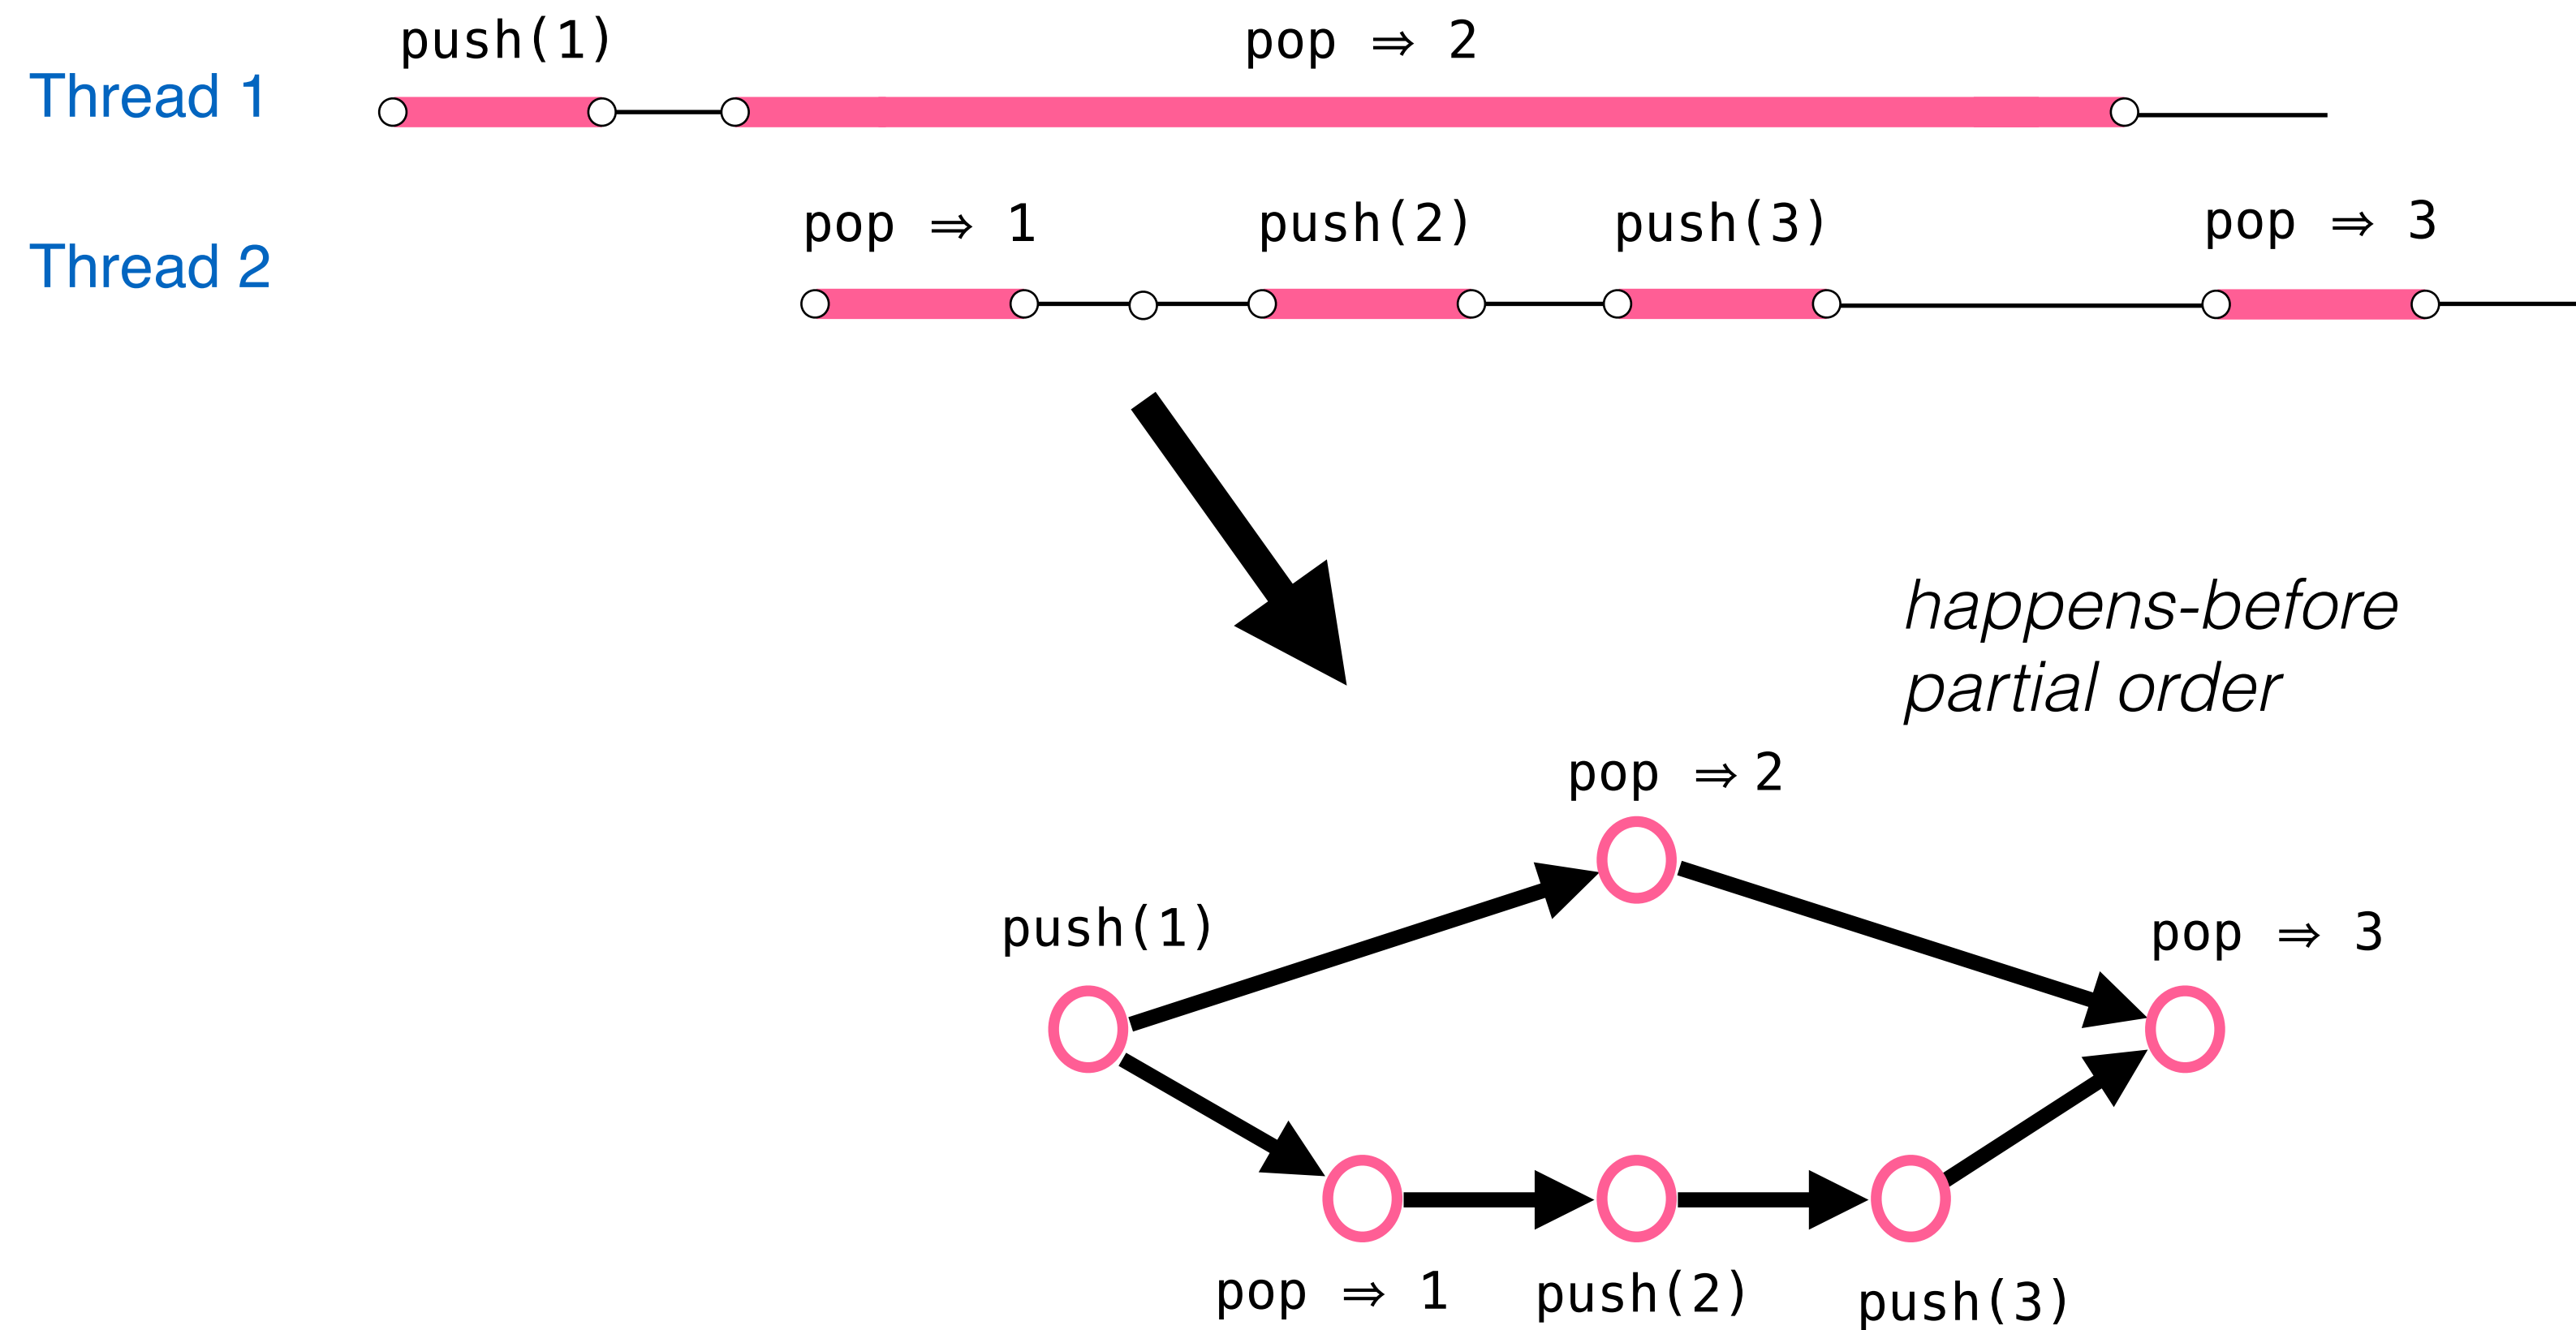 push(1)
pop ⇒ 2
Thread 1
pop ⇒ 1
push(2)
push(3)
pop ⇒ 3
Thread 2
happens-before
partial order
pop ⇒ 2
push(1)
pop ⇒ 3
pop ⇒ 1
push(2)
push(3)